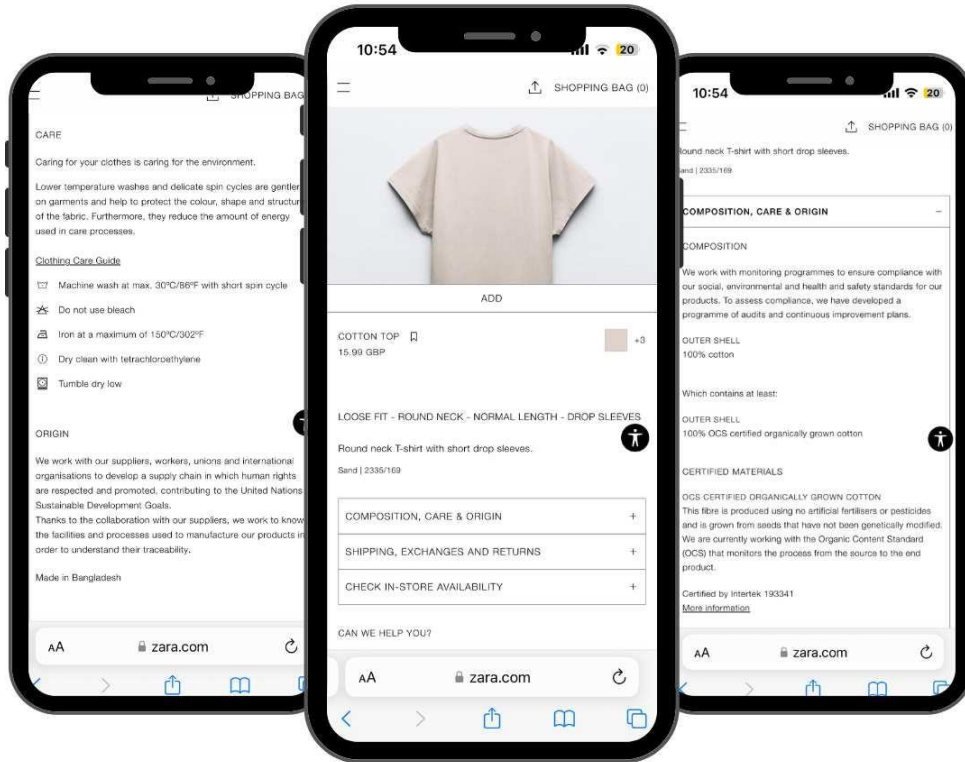 SHOPPING BAG
CARE
Caring for your clothes is caring for the environment.
Lower temperature washes and delicate spin cycles are gentler
on garments and help to protect the colour, shape and structur
of the fabric. Furthermore, they reduce the amount of energy
used in care processes.
Clothing Care Guide
Machine wash at max. 30ºC/86ºF with short spin cycle
Do not use bleach
Iron at a maximum of 150ºC/302ºF
Dry clean with tetrachloroethylene
Tumble dry low
ORIGIN
We work with our suppliers, workers, unions and international
organisations to develop a supply chain in which human rights
are respected and promoted, contributing to the United Nations
Sustainable Development Goals.
Thanks to the collaboration with our suppliers, we work to know
the facilities and processes used to manufacture our products in
order to understand their traceability.
Made in Bangladesh
AA zara.com
10:54 20
SHOPPING BAG (0)
ADD
COTTON TOP
15.99 GBP
+3
LOOSE FIT - ROUND NECK - NORMAL LENGTH - DROP SLEEVES
Round neck T-shirt with short drop sleeves.
Sand | 2335/169
COMPOSITION, CARE & ORIGIN +
SHIPPING, EXCHANGES AND RETURNS +
CHECK IN-STORE AVAILABILITY +
CAN WE HELP YOU?
AA zara.com
10:54 20
SHOPPING BAG (0)
ound neck T-shirt with short drop sleeves.
and | 2335/169
COMPOSITION, CARE & ORIGIN –
COMPOSITION
We work with monitoring programmes to ensure compliance with
our social, environmental and health and safety standards for our
products. To assess compliance, we have developed a
programme of audits and continuous improvement plans.
OUTER SHELL
100% cotton
Which contains at least:
OUTER SHELL
100% OCS certified organically grown cotton
CERTIFIED MATERIALS
OCS CERTIFIED ORGANICALLY GROWN COTTON
This fibre is produced using no artificial fertilisers or pesticides
and is grown from seeds that have not been genetically modified.
We are currently working with the Organic Content Standard
(OCS) that monitors the process from the source to the end
product.
Certified by Intertek 193341
More information
AA zara.com